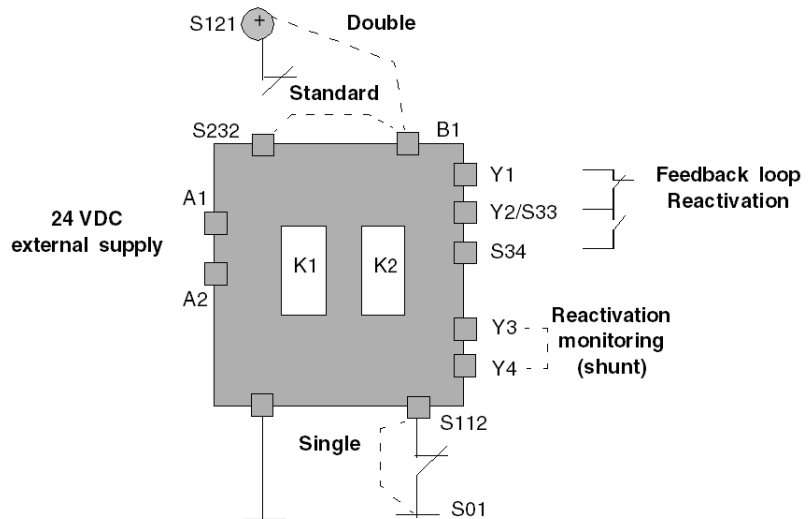 S121
+
Double
Standard
S232
B1
A1
Y1
Feedback loop
Reactivation
24 VDC
external supply
Y2/S33
K1
K2
S34
A2
Y3
Reactivation
monitoring
(shunt)
Y4
Single
S112
S01